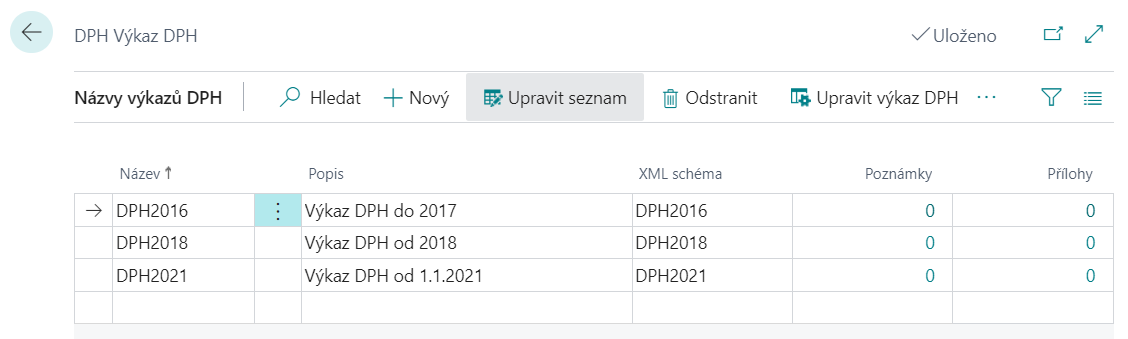 DPH Výkaz DPH
Uloženo
Názvy výkazů DPH Hledat Nový Upravit seznam Odstranit Upravit výkaz DPH ...
Název ↑ Popis XML schéma Poznámky Přílohy
DPH2016 Výkaz DPH do 2017 DPH2016 0 0
DPH2018 Výkaz DPH od 2018 DPH2018 0 0
DPH2021 Výkaz DPH od 1.1.2021 DPH2021 0 0